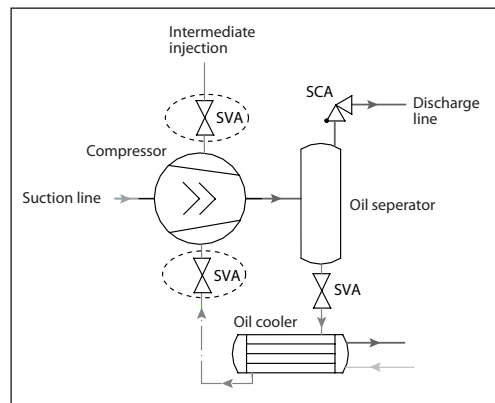 Intermediate
injection
SVA
SCA
Discharge
line
Compressor
Suction line
Oil seperator
SVA
SVA
Oil cooler